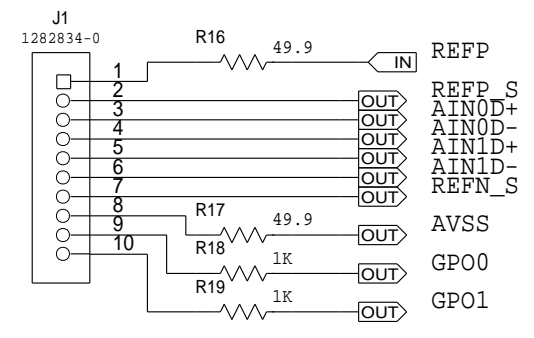 J1
1282834-0
R16
49.9
IN
REFP
1
2
OUT
REFP_S
3
OUT
AIN0D+
4
OUT
AIN0D-
5
OUT
AIN1D+
6
OUT
AIN1D-
7
OUT
REFN_S
8
R17
49.9
OUT
AVSS
9
R18
1K
OUT
GPO0
10
R19
1K
OUT
GPO1